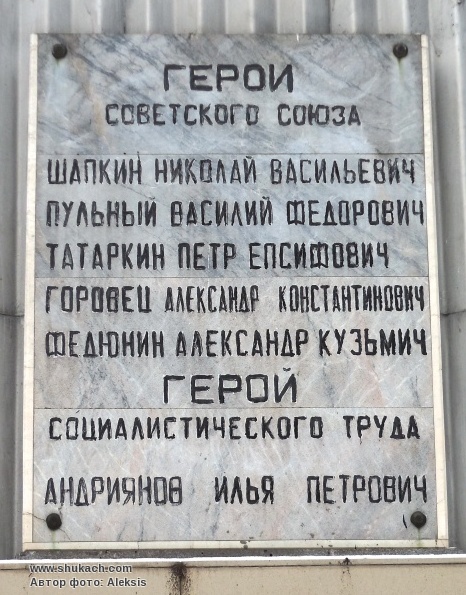 ГЕРОИ
СОВЕТСКОГО СОЮЗА
ШАПКИН НИКОЛАЙ ВАСИЛЬЕВИЧ
ПУЛЬНЫЙ ВАСИЛИЙ ФЕДОРОВИЧ
ТАТАРКИН ПЕТР ЕПСИФОВИЧ
ГОРОВЕЦ АЛЕКСАНДР КОНСТАНТИНОВИЧ
ФЕДЮНИН АЛЕКСАНДР КУЗЬМИЧ
ГЕРОЙ
СОЦИАЛИСТИЧЕСКОГО ТРУДА
АНДРИЯНОВ ИЛЬЯ ПЕТРОВИЧ
www.shukach.com
Автор фото: Aleksis